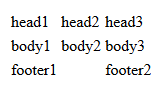 head1 head2 head3
body1 body2 body3
footer1 footer2